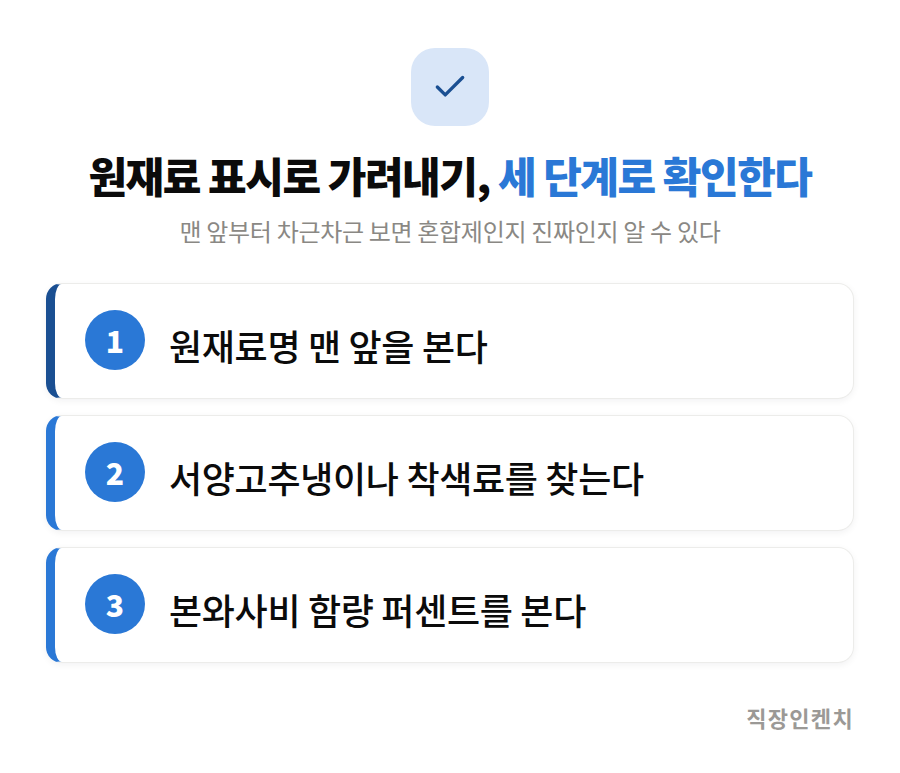 원재료 표시로 가려내기, 세 단계로 확인한다
맨 앞부터 차근차근 보면 혼합제인지 진짜인지 알 수 있다
1 원재료명 맨 앞을 본다
2 서양고추냉이나 착색료를 찾는다
3 본와사비 함량 퍼센트를 본다
직장인켄치